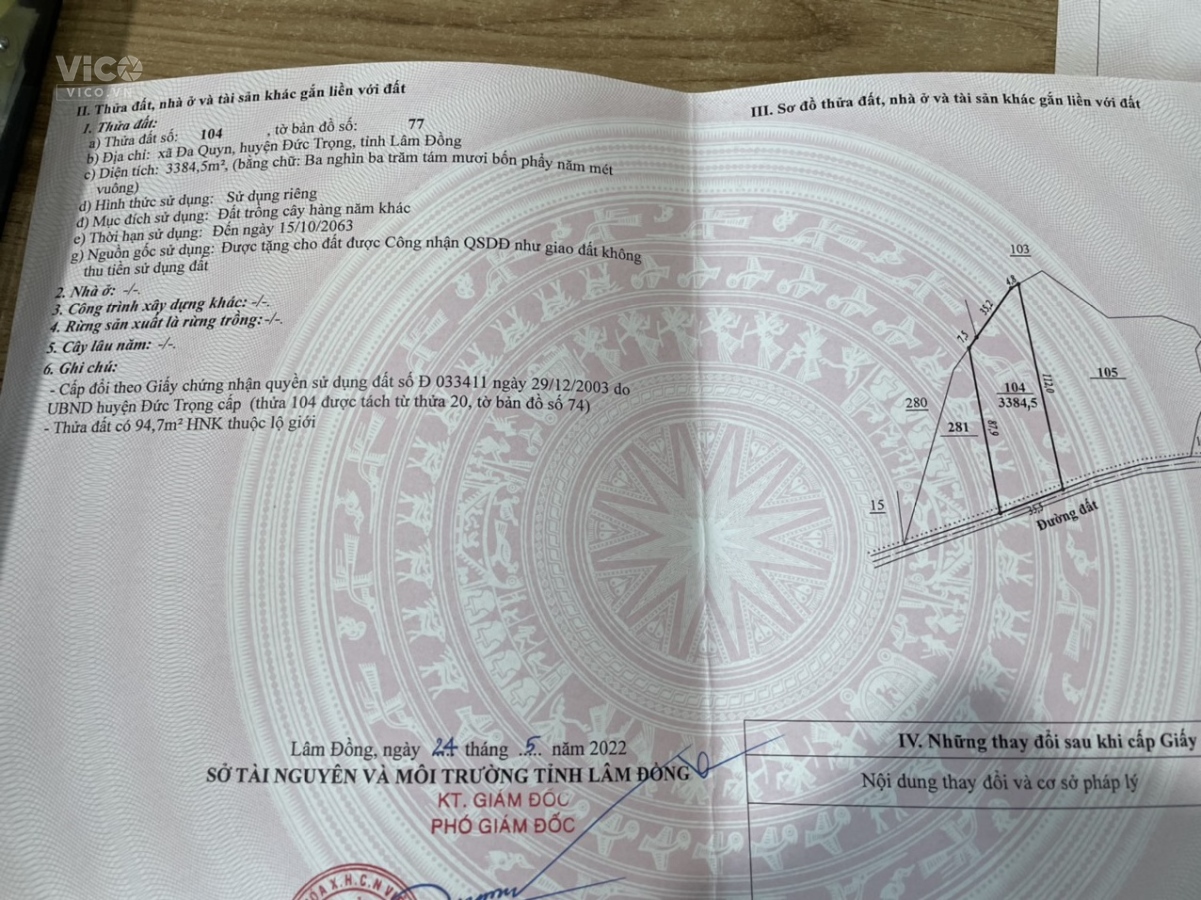 VICO
VICO.VN
II. Thửa đất, nhà ở và tài sản khác gắn liền với đất
1. Thửa đất:
a) Thửa đất số: 104 , tờ bản đồ số: 77
b) Địa chỉ: xã Đa Quyn, huyện Đức Trọng, tỉnh Lâm Đồng
c) Diện tích: 3384,5m², (bằng chữ: Ba nghìn ba trăm tám mươi bốn phẩy năm mét
vuông)
d) Hình thức sử dụng: Sử dụng riêng
đ) Mục đích sử dụng: Đất trồng cây hàng năm khác
e) Thời hạn sử dụng: Đến ngày 15/10/2063
g) Nguồn gốc sử dụng: Được tặng cho đất được Công nhận QSDĐ như giao đất không
thu tiền sử dụng đất
2. Nhà ở: -/-.
3. Công trình xây dựng khác: -/-.
4. Rừng sản xuất là rừng trồng: -/-.
5. Cây lâu năm: -/-.
6. Ghi chú:
- Cấp đổi theo Giấy chứng nhận quyền sử dụng đất số Đ 033411 ngày 29/12/2003 do
UBND huyện Đức Trọng cấp (thửa 104 được tách từ thửa 20, tờ bản đồ số 74)
- Thửa đất có 94,7m² HNK thuộc lộ giới
Lâm Đồng, ngày 24 tháng 5 năm 2022
SỞ TÀI NGUYÊN VÀ MÔI TRƯỜNG TỈNH LÂM ĐỒNG
KT. GIÁM ĐỐC
PHÓ GIÁM ĐỐC
X.H.C.N
III. Sơ đồ thửa đất, nhà ở và tài sản khác gắn liền với đất
103
4,8
35,2
7,5
105
104
3384,5
112,0
280
281
87,9
15
35,3
Đường đất
IV. Những thay đổi sau khi cấp Giấy
Nội dung thay đổi và cơ sở pháp lý